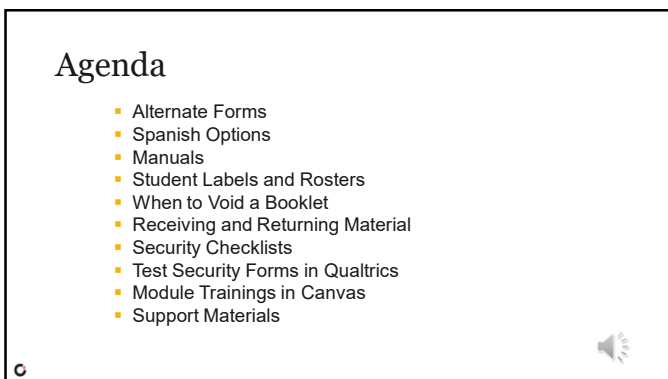 Agenda
Alternate Forms
Spanish Options
Manuals
Student Labels and Rosters
When to Void a Booklet
Receiving and Returning Material
Security Checklists
Test Security Forms in Qualtrics
Module Trainings in Canvas
Support Materials